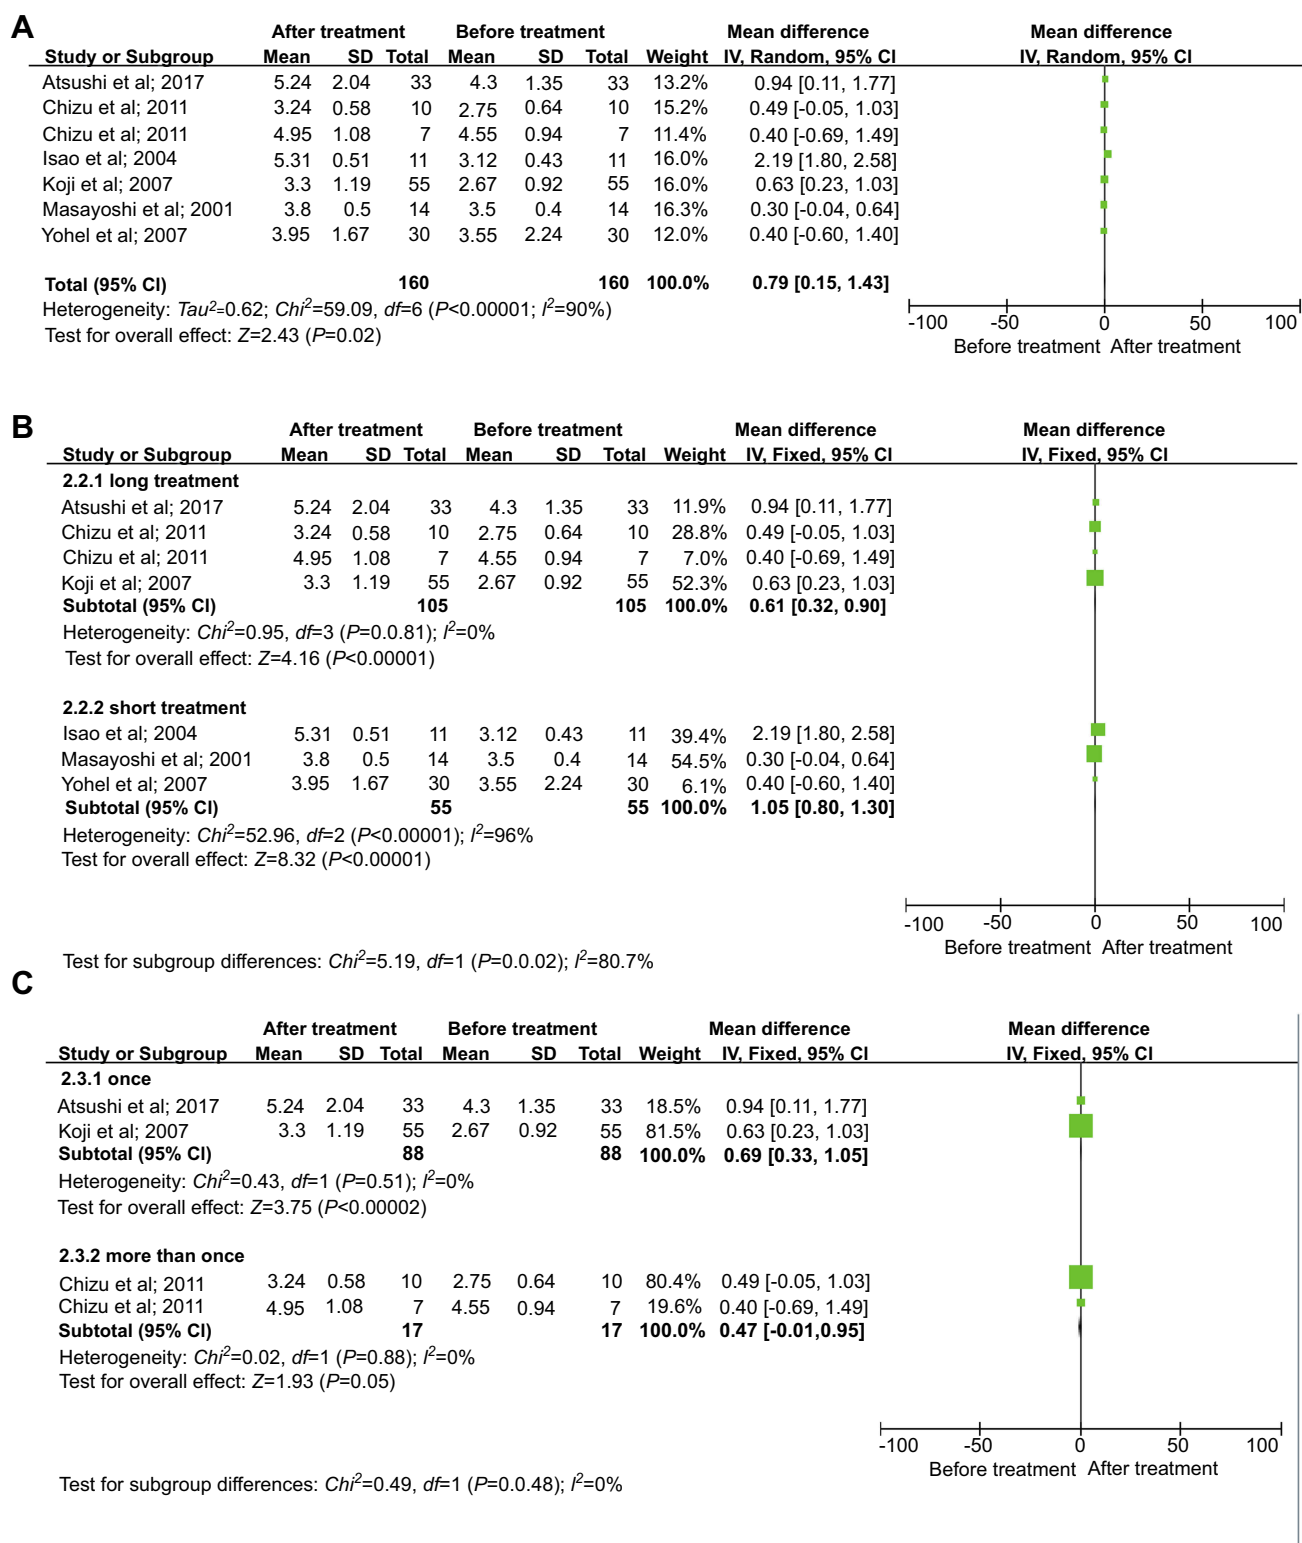 A
After treatment Before treatment Mean difference Mean difference
Study or Subgroup Mean SD Total Mean SD Total Weight IV, Random, 95% CI IV, Random, 95% CI
Atsushi et al; 2017 5.24 2.04 33 4.3 1.35 33 13.2% 0.94 [0.11, 1.77]
Chizu et al; 2011 3.24 0.58 10 2.75 0.64 10 15.2% 0.49 [-0.05, 1.03]
Chizu et al; 2011 4.95 1.08 7 4.55 0.94 7 11.4% 0.40 [-0.69, 1.49]
Isao et al; 2004 5.31 0.51 11 3.12 0.43 11 16.0% 2.19 [1.80, 2.58]
Koji et al; 2007 3.3 1.19 55 2.67 0.92 55 16.0% 0.63 [0.23, 1.03]
Masayoshi et al; 2001 3.8 0.5 14 3.5 0.4 14 16.3% 0.30 [-0.04, 0.64]
Yohel et al; 2007 3.95 1.67 30 3.55 2.24 30 12.0% 0.40 [-0.60, 1.40]
Total (95% CI) 160 160 100.0% 0.79 [0.15, 1.43]
Heterogeneity: Tau²=0.62; Chi²=59.09, df=6 (P<0.00001; I²=90%)
Test for overall effect: Z=2.43 (P=0.02)
-100 -50 0 50 100
Before treatment After treatment
B
After treatment Before treatment Mean difference Mean difference
Study or Subgroup Mean SD Total Mean SD Total Weight IV, Fixed, 95% CI IV, Fixed, 95% CI
2.2.1 long treatment
Atsushi et al; 2017 5.24 2.04 33 4.3 1.35 33 11.9% 0.94 [0.11, 1.77]
Chizu et al; 2011 3.24 0.58 10 2.75 0.64 10 28.8% 0.49 [-0.05, 1.03]
Chizu et al; 2011 4.95 1.08 7 4.55 0.94 7 7.0% 0.40 [-0.69, 1.49]
Koji et al; 2007 3.3 1.19 55 2.67 0.92 55 52.3% 0.63 [0.23, 1.03]
Subtotal (95% CI) 105 105 100.0% 0.61 [0.32, 0.90]
Heterogeneity: Chi²=0.95, df=3 (P=0.0.81); I²=0%
Test for overall effect: Z=4.16 (P<0.00001)
2.2.2 short treatment
Isao et al; 2004 5.31 0.51 11 3.12 0.43 11 39.4% 2.19 [1.80, 2.58]
Masayoshi et al; 2001 3.8 0.5 14 3.5 0.4 14 54.5% 0.30 [-0.04, 0.64]
Yohel et al; 2007 3.95 1.67 30 3.55 2.24 30 6.1% 0.40 [-0.60, 1.40]
Subtotal (95% CI) 55 55 100.0% 1.05 [0.80, 1.30]
Heterogeneity: Chi²=52.96, df=2 (P<0.00001); I²=96%
Test for overall effect: Z=8.32 (P<0.00001)
-100 -50 0 50 100
Before treatment After treatment
Test for subgroup differences: Chi²=5.19, df=1 (P=0.0.02); I²=80.7%
C
After treatment Before treatment Mean difference Mean difference
Study or Subgroup Mean SD Total Mean SD Total Weight IV, Fixed, 95% CI IV, Fixed, 95% CI
2.3.1 once
Atsushi et al; 2017 5.24 2.04 33 4.3 1.35 33 18.5% 0.94 [0.11, 1.77]
Koji et al; 2007 3.3 1.19 55 2.67 0.92 55 81.5% 0.63 [0.23, 1.03]
Subtotal (95% CI) 88 88 100.0% 0.69 [0.33, 1.05]
Heterogeneity: Chi²=0.43, df=1 (P=0.51); I²=0%
Test for overall effect: Z=3.75 (P<0.00002)
2.3.2 more than once
Chizu et al; 2011 3.24 0.58 10 2.75 0.64 10 80.4% 0.49 [-0.05, 1.03]
Chizu et al; 2011 4.95 1.08 7 4.55 0.94 7 19.6% 0.40 [-0.69, 1.49]
Subtotal (95% CI) 17 17 100.0% 0.47 [-0.01,0.95]
Heterogeneity: Chi²=0.02, df=1 (P=0.88); I²=0%
Test for overall effect: Z=1.93 (P=0.05)
-100 -50 0 50 100
Before treatment After treatment
Test for subgroup differences: Chi²=0.49, df=1 (P=0.0.48); I²=0%